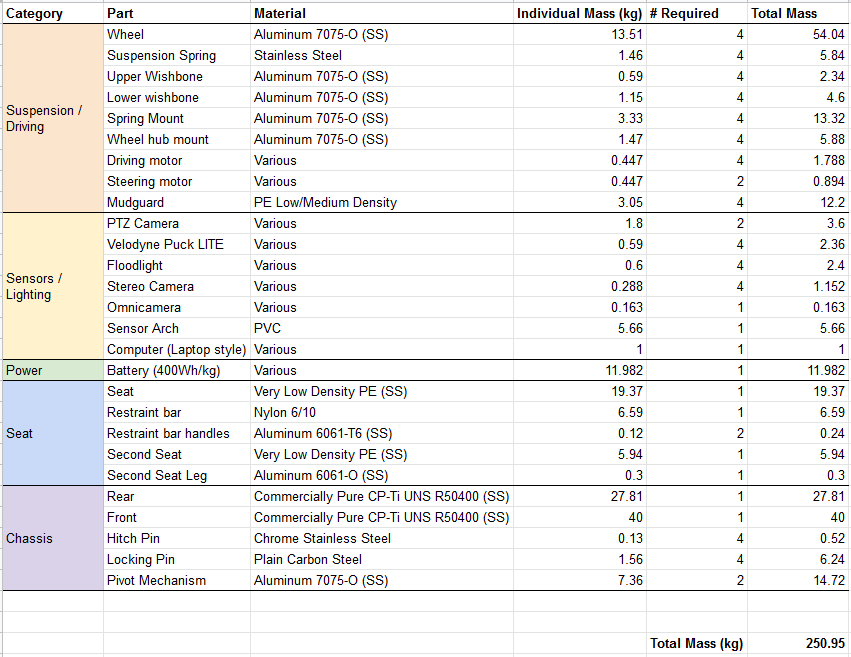 Category Part Material Individual Mass (kg) # Required Total Mass
Suspension / Driving Wheel Aluminum 7075-O (SS) 13.51 4 54.04
Suspension Spring Stainless Steel 1.46 4 5.84
Upper Wishbone Aluminum 7075-O (SS) 0.59 4 2.34
Lower wishbone Aluminum 7075-O (SS) 1.15 4 4.6
Spring Mount Aluminum 7075-O (SS) 3.33 4 13.32
Wheel hub mount Aluminum 7075-O (SS) 1.47 4 5.88
Driving motor Various 0.447 4 1.788
Steering motor Various 0.447 2 0.894
Mudguard PE Low/Medium Density 3.05 4 12.2
Sensors / Lighting PTZ Camera Various 1.8 2 3.6
Velodyne Puck LITE Various 0.59 4 2.36
Floodlight Various 0.6 4 2.4
Stereo Camera Various 0.288 4 1.152
Omnicamera Various 0.163 1 0.163
Sensor Arch PVC 5.66 1 5.66
Computer (Laptop style) Various 1 1 1
Power Battery (400Wh/kg) Various 11.982 1 11.982
Seat Seat Very Low Density PE (SS) 19.37 1 19.37
Restraint bar Nylon 6/10 6.59 1 6.59
Restraint bar handles Aluminum 6061-T6 (SS) 0.12 2 0.24
Second Seat Very Low Density PE (SS) 5.94 1 5.94
Second Seat Leg Aluminum 6061-O (SS) 0.3 1 0.3
Chassis Rear Commercially Pure CP-Ti UNS R50400 (SS) 27.81 1 27.81
Front Commercially Pure CP-Ti UNS R50400 (SS) 40 1 40
Hitch Pin Chrome Stainless Steel 0.13 4 0.52
Locking Pin Plain Carbon Steel 1.56 4 6.24
Pivot Mechanism Aluminum 7075-O (SS) 7.36 2 14.72
Total Mass (kg) 250.95